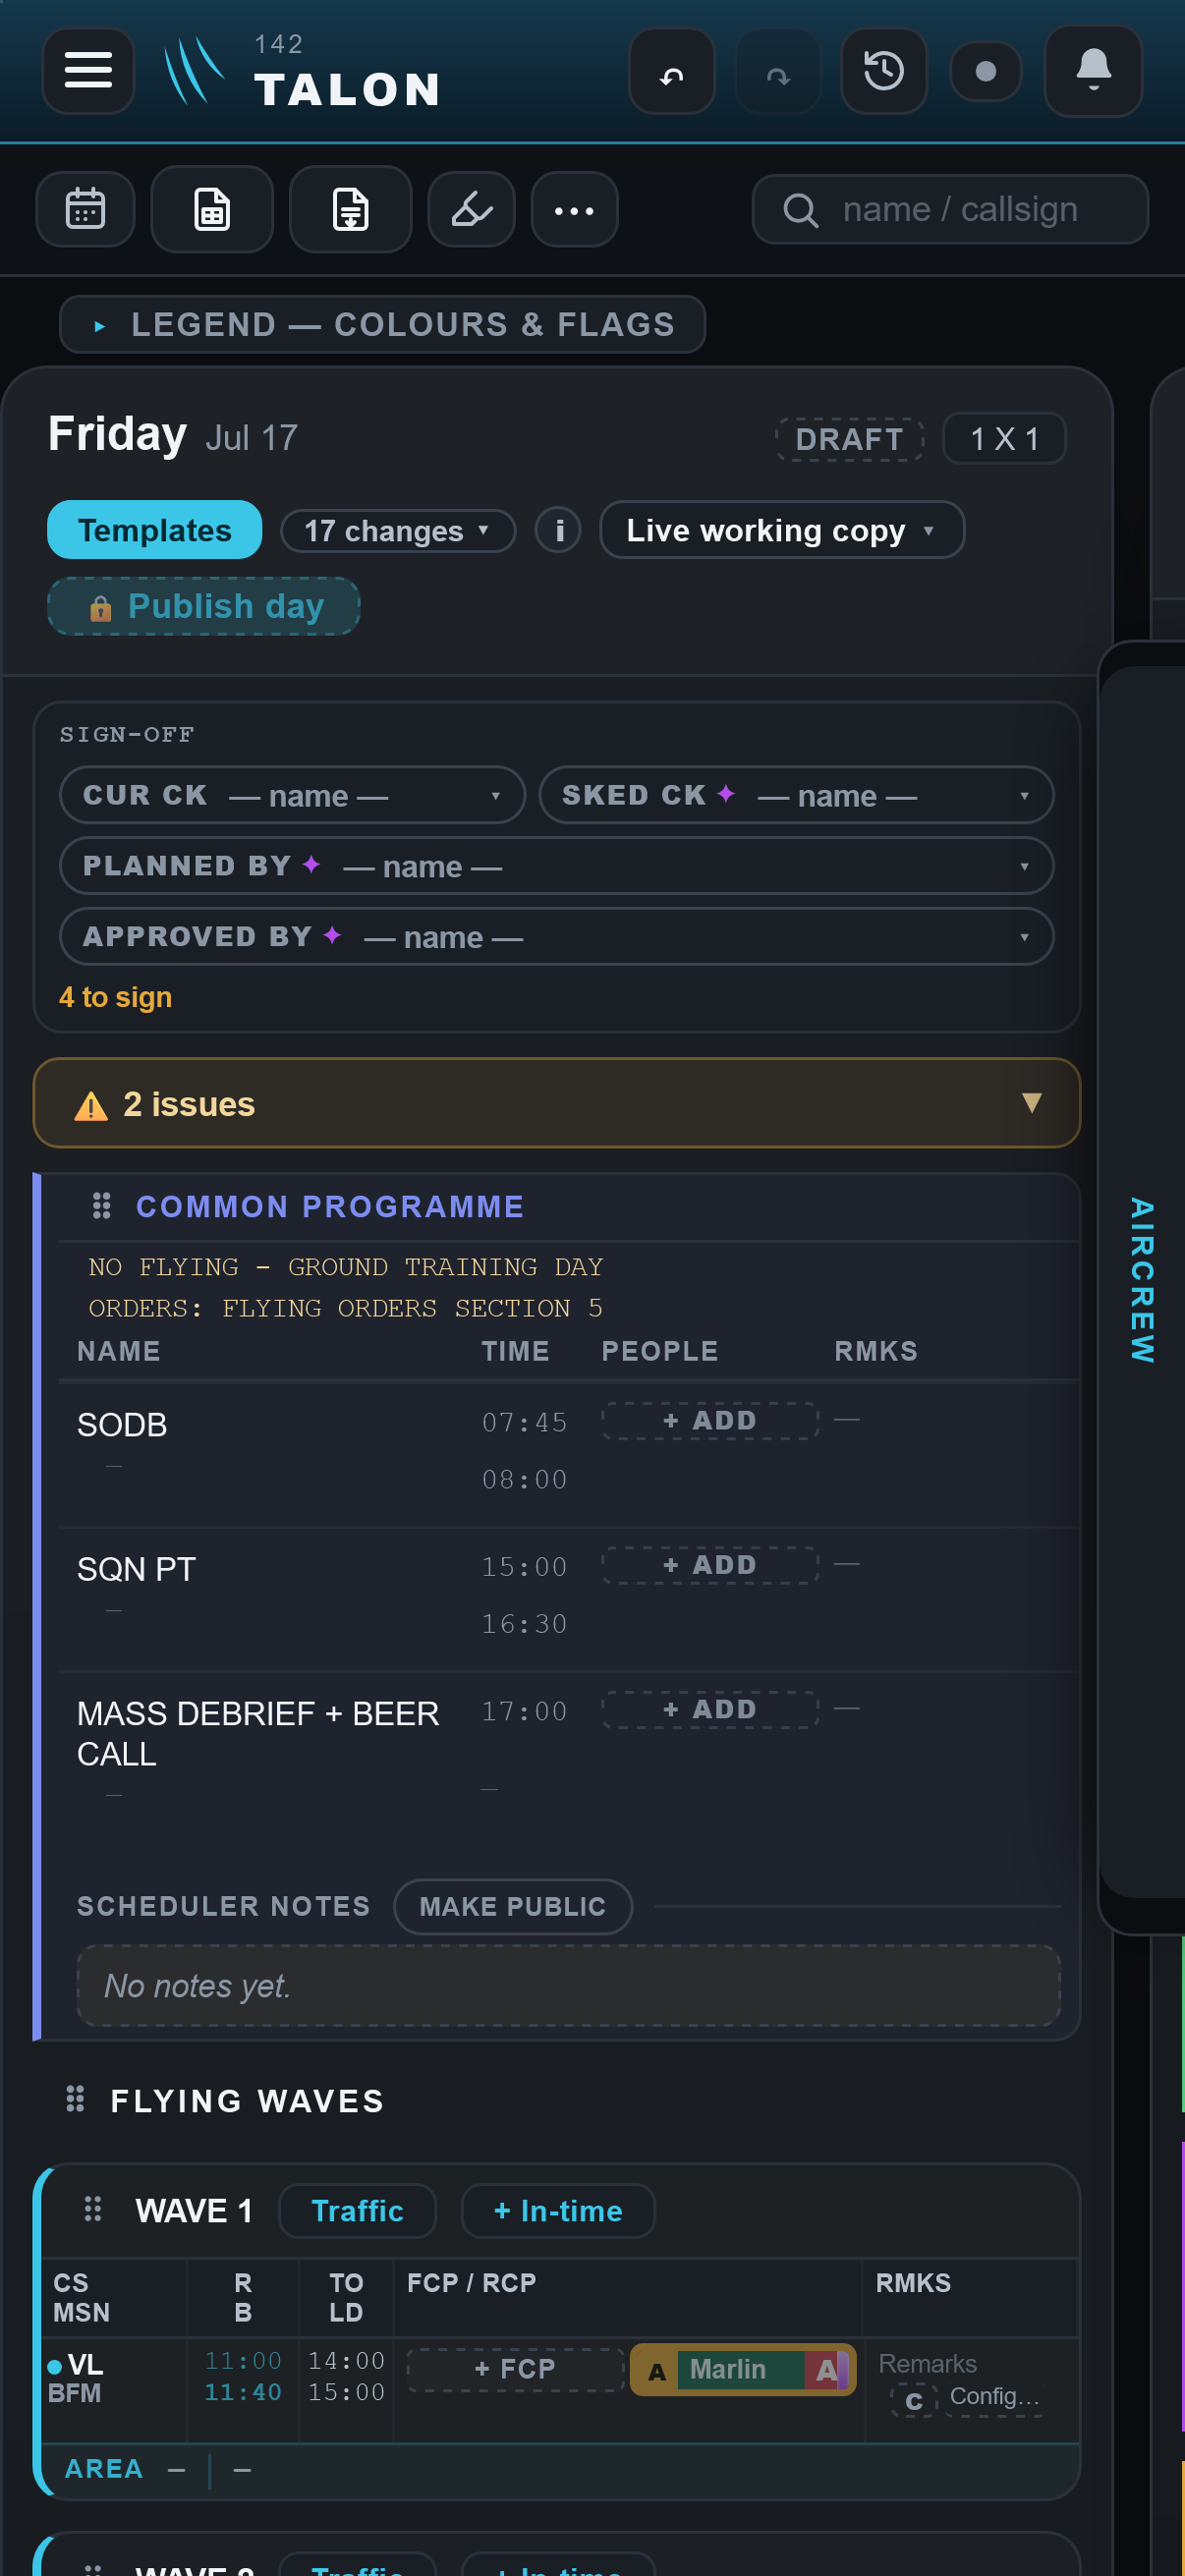 142
TALON
name / callsign
▸ LEGEND — COLOURS & FLAGS
Friday Jul 17 DRAFT 1 X 1
Templates 17 changes ▾ i Live working copy ▾
Publish day
SIGN-OFF
CUR CK — name — ▾ SKED CK ✦ — name — ▾
PLANNED BY ✦ — name — ▾
APPROVED BY ✦ — name — ▾
4 to sign
⚠️ 2 issues ▼
COMMON PROGRAMME
NO FLYING - GROUND TRAINING DAY
ORDERS: FLYING ORDERS SECTION 5
NAME TIME PEOPLE RMKS
SODB 07:45 + ADD —
— 08:00
SQN PT 15:00 + ADD —
— 16:30
MASS DEBRIEF + BEER 17:00 + ADD —
CALL
— —
AIRCREW
SCHEDULER NOTES MAKE PUBLIC
No notes yet.
FLYING WAVES
WAVE 1 Traffic + In-time
CS R TO FCP / RCP RMKS
MSN B LD
VL 11:00 14:00 + FCP A Marlin A Remarks
BFM 11:40 15:00 C Config…
AREA — | —
WAVE 2 Traffic + In-time